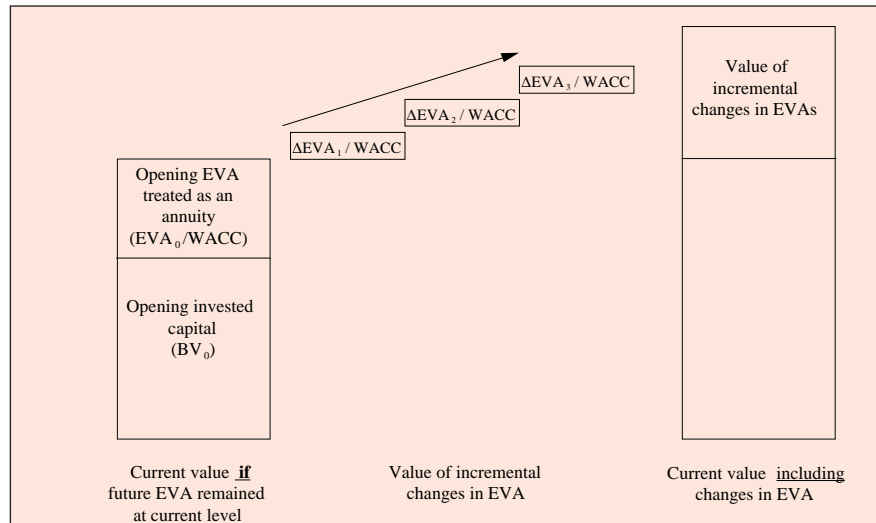 Opening EVA
treated as an
annuity
(EVA₀/WACC)
Opening invested
capital
(BV₀)
ΔEVA₁ / WACC
ΔEVA₂ / WACC
ΔEVA₃ / WACC
Value of
incremental
changes in EVAs
Current value if
future EVA remained
at current level
Value of incremental
changes in EVA
Current value including
changes in EVA